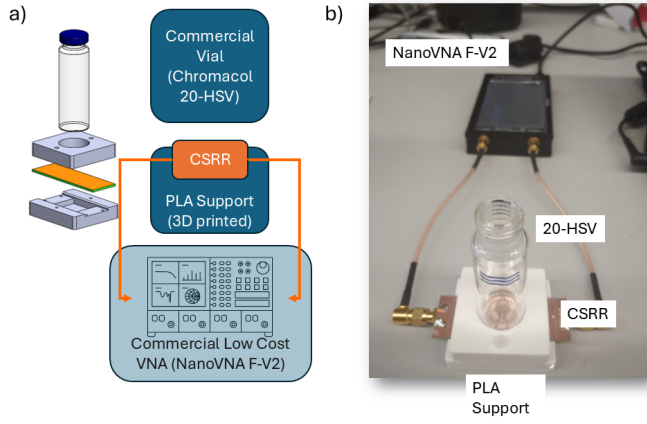 a)
Commercial
Vial
(Chromacol
20-HSV)
CSRR
PLA Support
(3D printed)
Commercial Low Cost
VNA (NanoVNA F-V2)
b)
NanoVNA F-V2
20-HSV
CSRR
PLA
Support